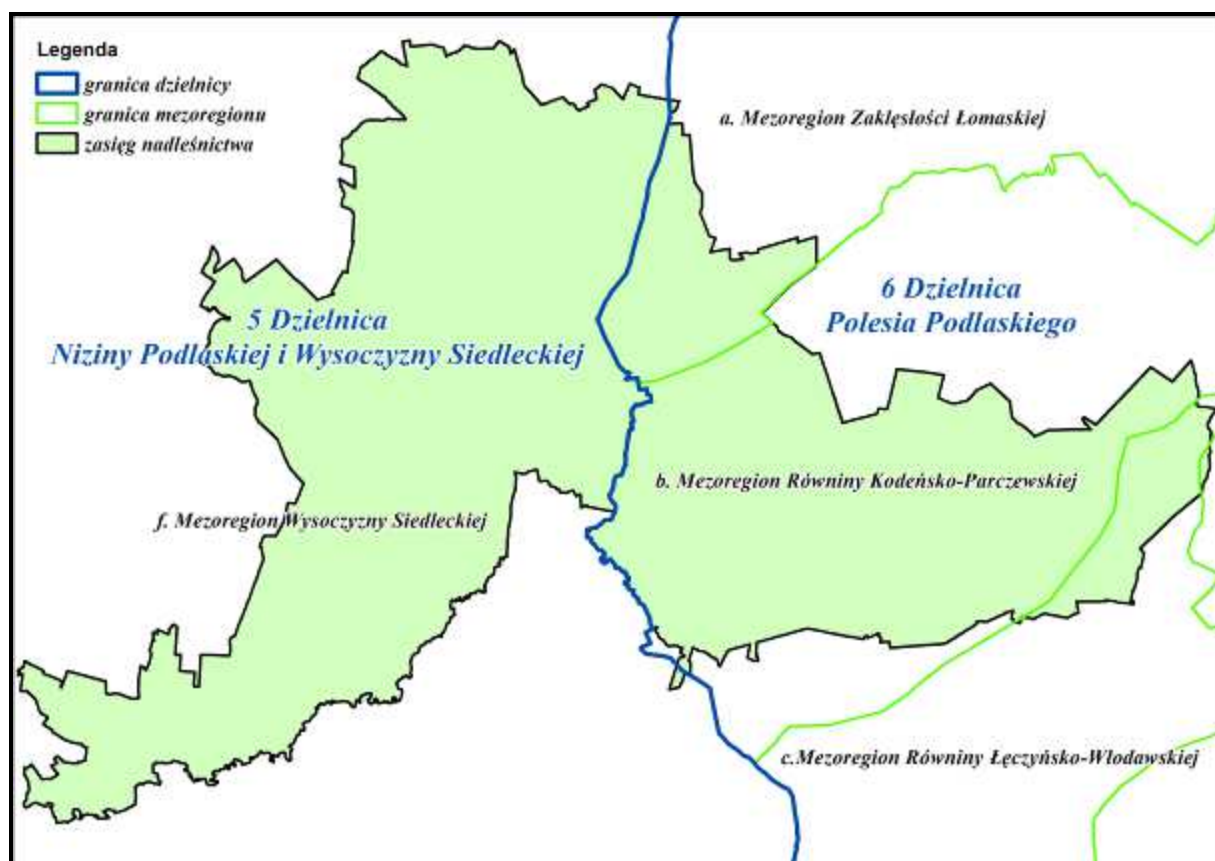 Legenda
granica dzielnicy
granica mezoregionu
zasięg nadleśnictwa
a. Mezoregion Zaklęsłości Łomaskiej
6 Dzielnica
Polesia Podlaskiego
5 Dzielnica
Niziny Podlaskiej i Wysoczyzny Siedleckiej
b. Mezoregion Równiny Kodeńsko-Parczewskiej
f. Mezoregion Wysoczyzny Siedleckiej
c.Mezoregion Równiny Łęczyńsko-Włodawskiej